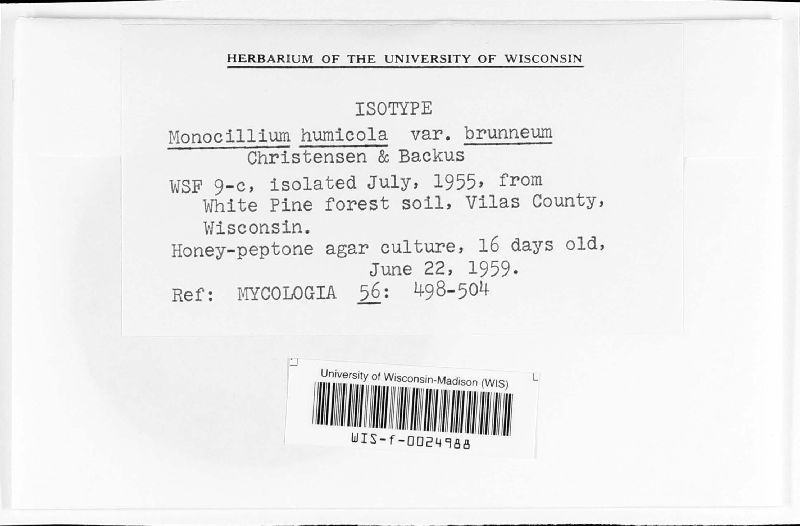 HERBARIUM OF THE UNIVERSITY OF WISCONSIN
ISOTYPE
Monocillium humicola var. brunneum
Christensen & Backus
WSF 9-c, isolated July, 1955, from
White Pine forest soil, Vilas County,
Wisconsin.
Honey-peptone agar culture, 16 days old,
June 22, 1959.
Ref: MYCOLOGIA 56: 498-504
University of Wisconsin-Madison (WIS)
WIS-f-0024988